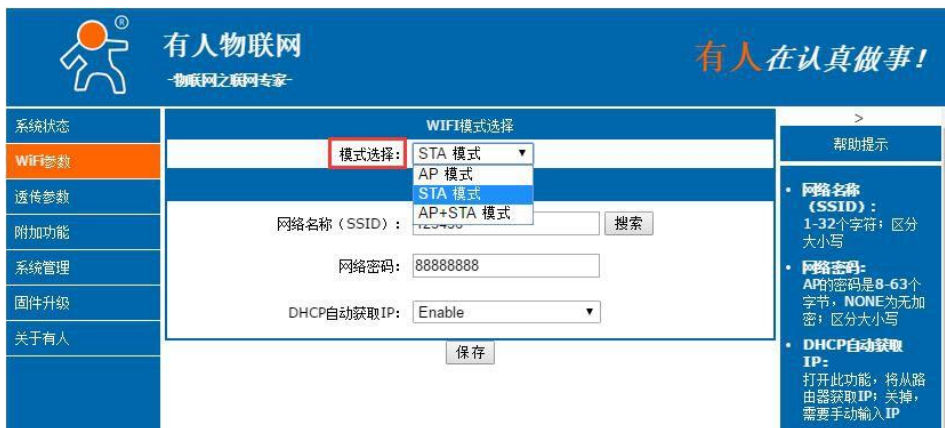 ®
有人物联网
-物联网之联网专家-
有人在认真做事！
系统状态
WiFi参数
透传参数
附加功能
系统管理
固件升级
关于有人
WIFI模式选择
模式选择： STA 模式
AP 模式
STA 模式
AP+STA 模式
网络名称（SSID）： 搜索
网络密码： 88888888
DHCP自动获取IP： Enable
保存
>
帮助提示
• 网络名称
（SSID）：
1-32个字符；区分
大小写
• 网络密码：
AP的密码是8-63个
字节，NONE为无加
密；区分大小写
• DHCP自动获取
IP：
打开此功能，将从路
由器获取IP；关掉，
需要手动输入IP